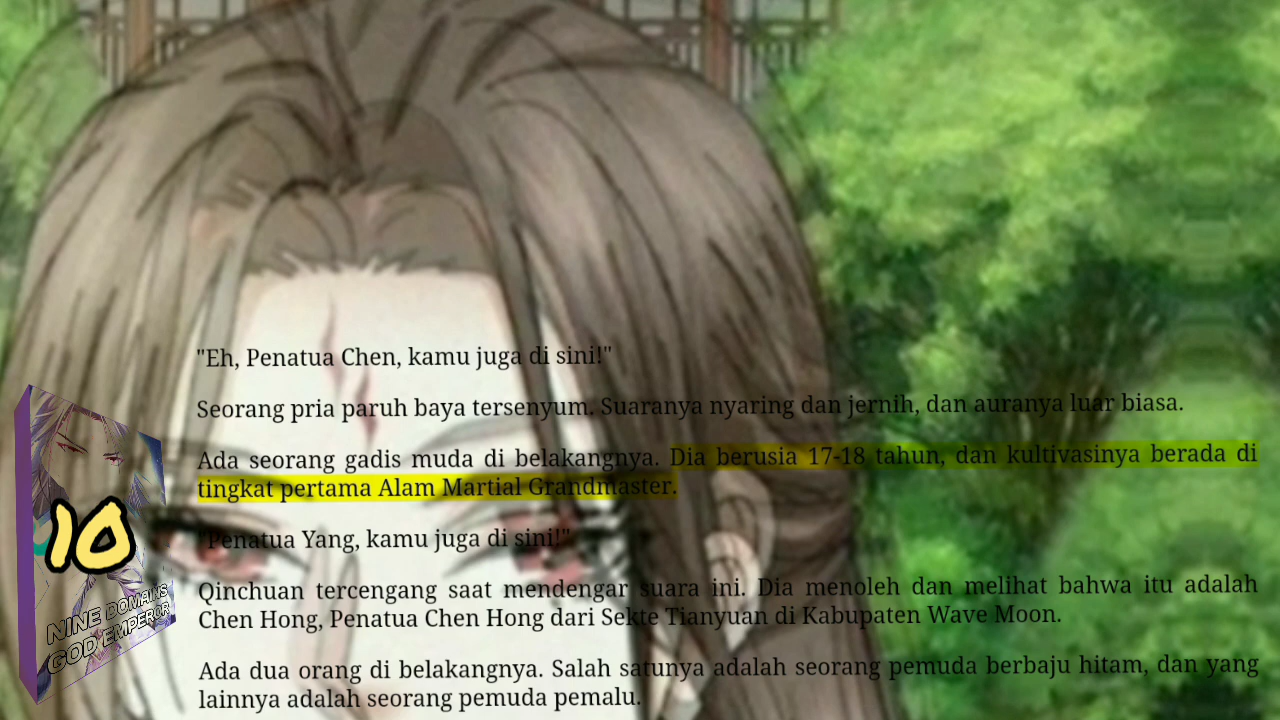 "Eh, Penatua Chen, kamu juga di sini!"
Seorang pria paruh baya tersenyum. Suaranya nyaring dan jernih, dan auranya luar biasa.
Ada seorang gadis muda di belakangnya. Dia berusia 17-18 tahun, dan kultivasinya berada di
tingkat pertama Alam Martial Grandmaster.
"Penatua Yang, kamu juga di sini!"
Qinchuan tercengang saat mendengar suara ini. Dia menoleh dan melihat bahwa itu adalah
Chen Hong, Penatua Chen Hong dari Sekte Tianyuan di Kabupaten Wave Moon.
Ada dua orang di belakangnya. Salah satunya adalah seorang pemuda berbaju hitam, dan yang
lainnya adalah seorang pemuda pemalu.
10
NINE DOMAINS
GOD EMPEROR